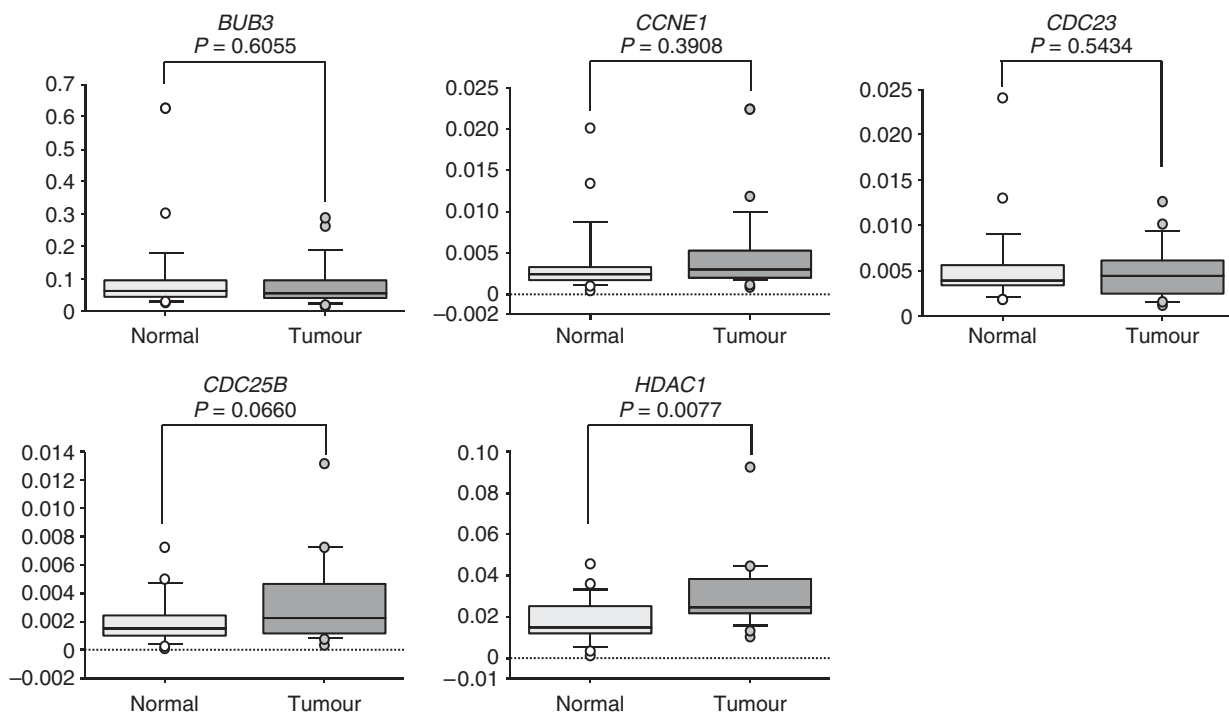 BUB3
P = 0.6055
0.7
0.6
0.5
0.4
0.3
0.2
0.1
0
Normal Tumour
CCNE1
P = 0.3908
0.025
0.020
0.015
0.010
0.005
0
−0.002
Normal Tumour
CDC23
P = 0.5434
0.025
0.020
0.015
0.010
0.005
0
Normal Tumour
CDC25B
P = 0.0660
0.014
0.012
0.010
0.008
0.006
0.004
0.002
0
−0.002
Normal Tumour
HDAC1
P = 0.0077
0.10
0.08
0.06
0.04
0.02
0
−0.01
Normal Tumour